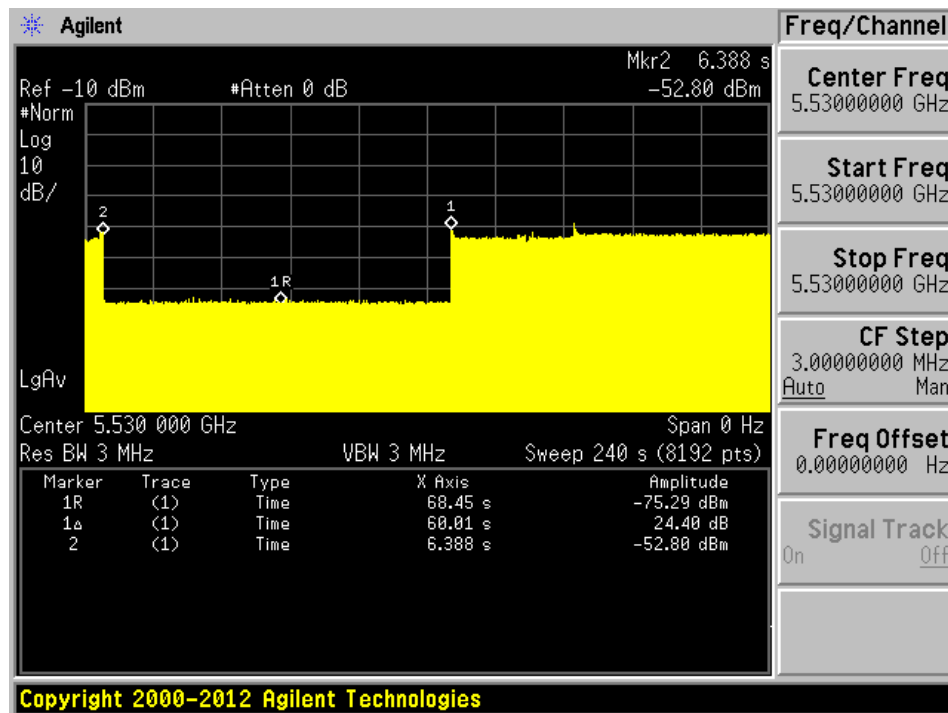 Agilent
Freq/Channel
Mkr2 6.388 s
Ref -10 dBm #Atten 0 dB -52.80 dBm
#Norm
Log
10
dB/
2
1
1R
LgAv
Center 5.530 000 GHz Span 0 Hz
Res BW 3 MHz VBW 3 MHz Sweep 240 s (8192 pts)
Marker Trace Type X Axis Amplitude
1R (1) Time 68.45 s -75.29 dBm
1Δ (1) Time 60.01 s 24.40 dB
2 (1) Time 6.388 s -52.80 dBm
Center Freq
5.53000000 GHz
Start Freq
5.53000000 GHz
Stop Freq
5.53000000 GHz
CF Step
3.00000000 MHz
Auto Man
Freq Offset
0.00000000 Hz
Signal Track
On Off
Copyright 2000-2012 Agilent Technologies